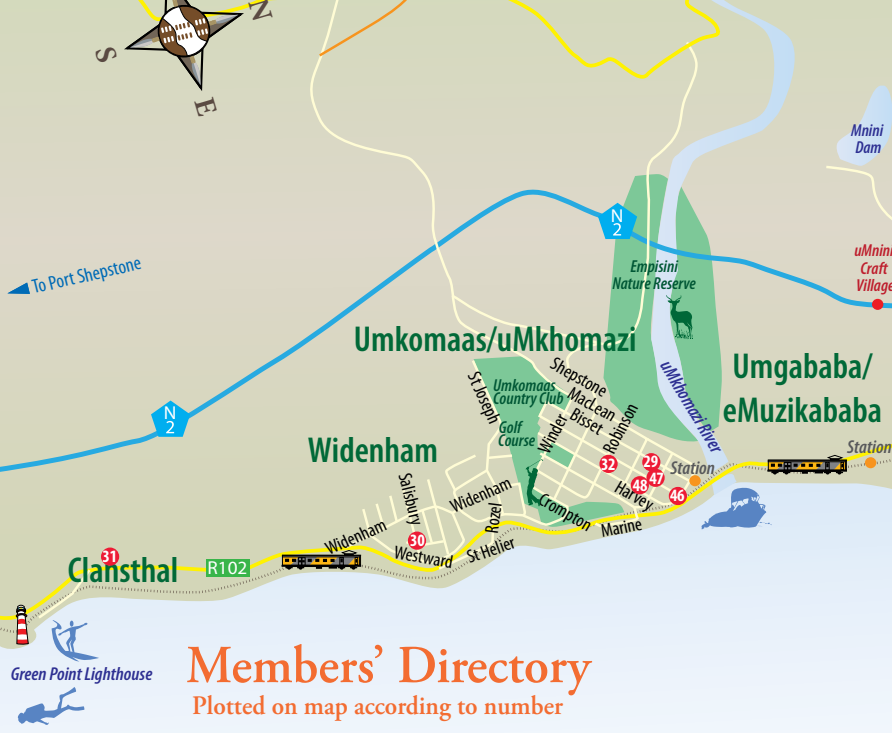 N
S
E
Mnini
Dam
N
2
uMnini
Craft
Village
To Port Shepstone
Empisini
Nature Reserve
Umkomaas/uMkhomazi
Umgababa/
eMuzikababa
uMkhomazi River
Shepstone
MacLean
Bisset
Robinson
St Joseph
Umkomaas
Country Club
Golf
Course
Winder
N
2
Widenham
Station
Station
32
29
47
48
46
Harvey
Salisbury
Widenham
Rozel
Crompton
Marine
Widenham
30
Westward
St Helier
31
Clansthal
R102
Green Point Lighthouse
Members' Directory
Plotted on map according to number